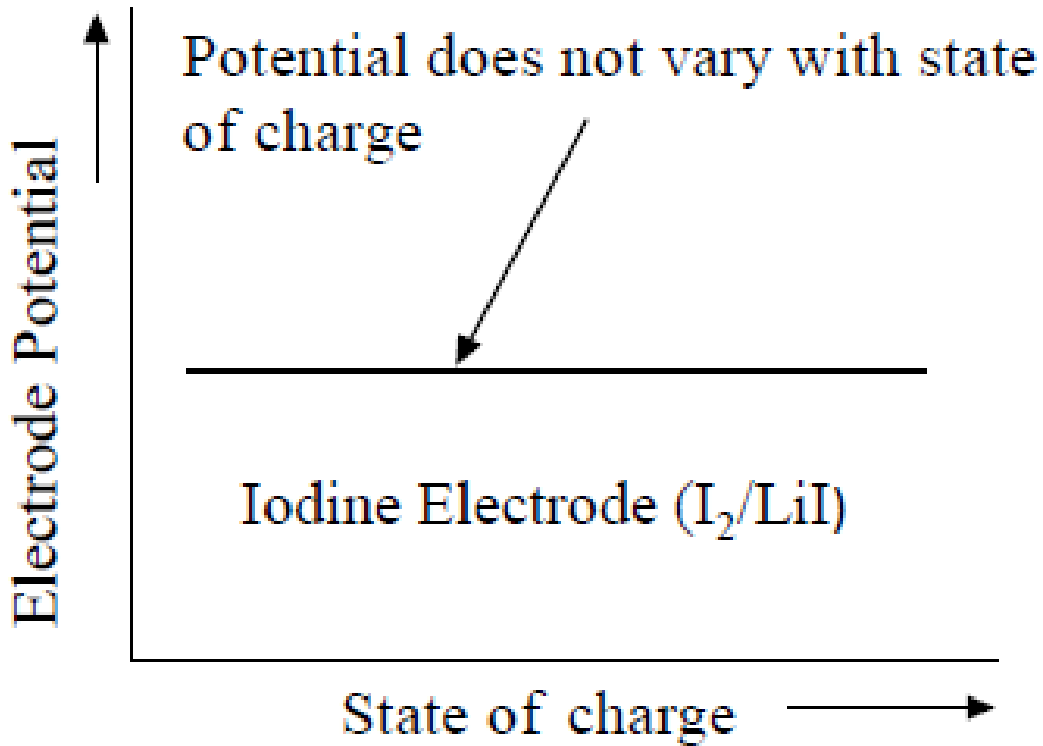 Potential does not vary with state
of charge
Electrode Potential
Iodine Electrode (I₂/LiI)
State of charge